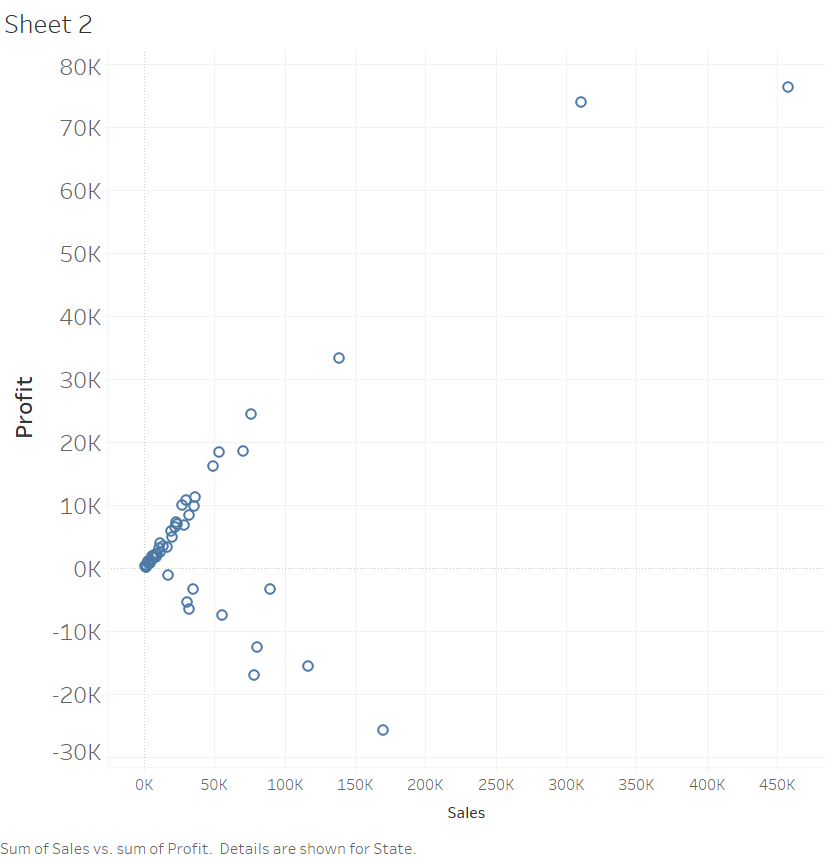 Sheet 2
80K
70K
60K
50K
40K
30K
20K
10K
0K
-10K
-20K
-30K
Profit
0K 50K 100K 150K 200K 250K 300K 350K 400K 450K
Sales
Sum of Sales vs. sum of Profit. Details are shown for State.